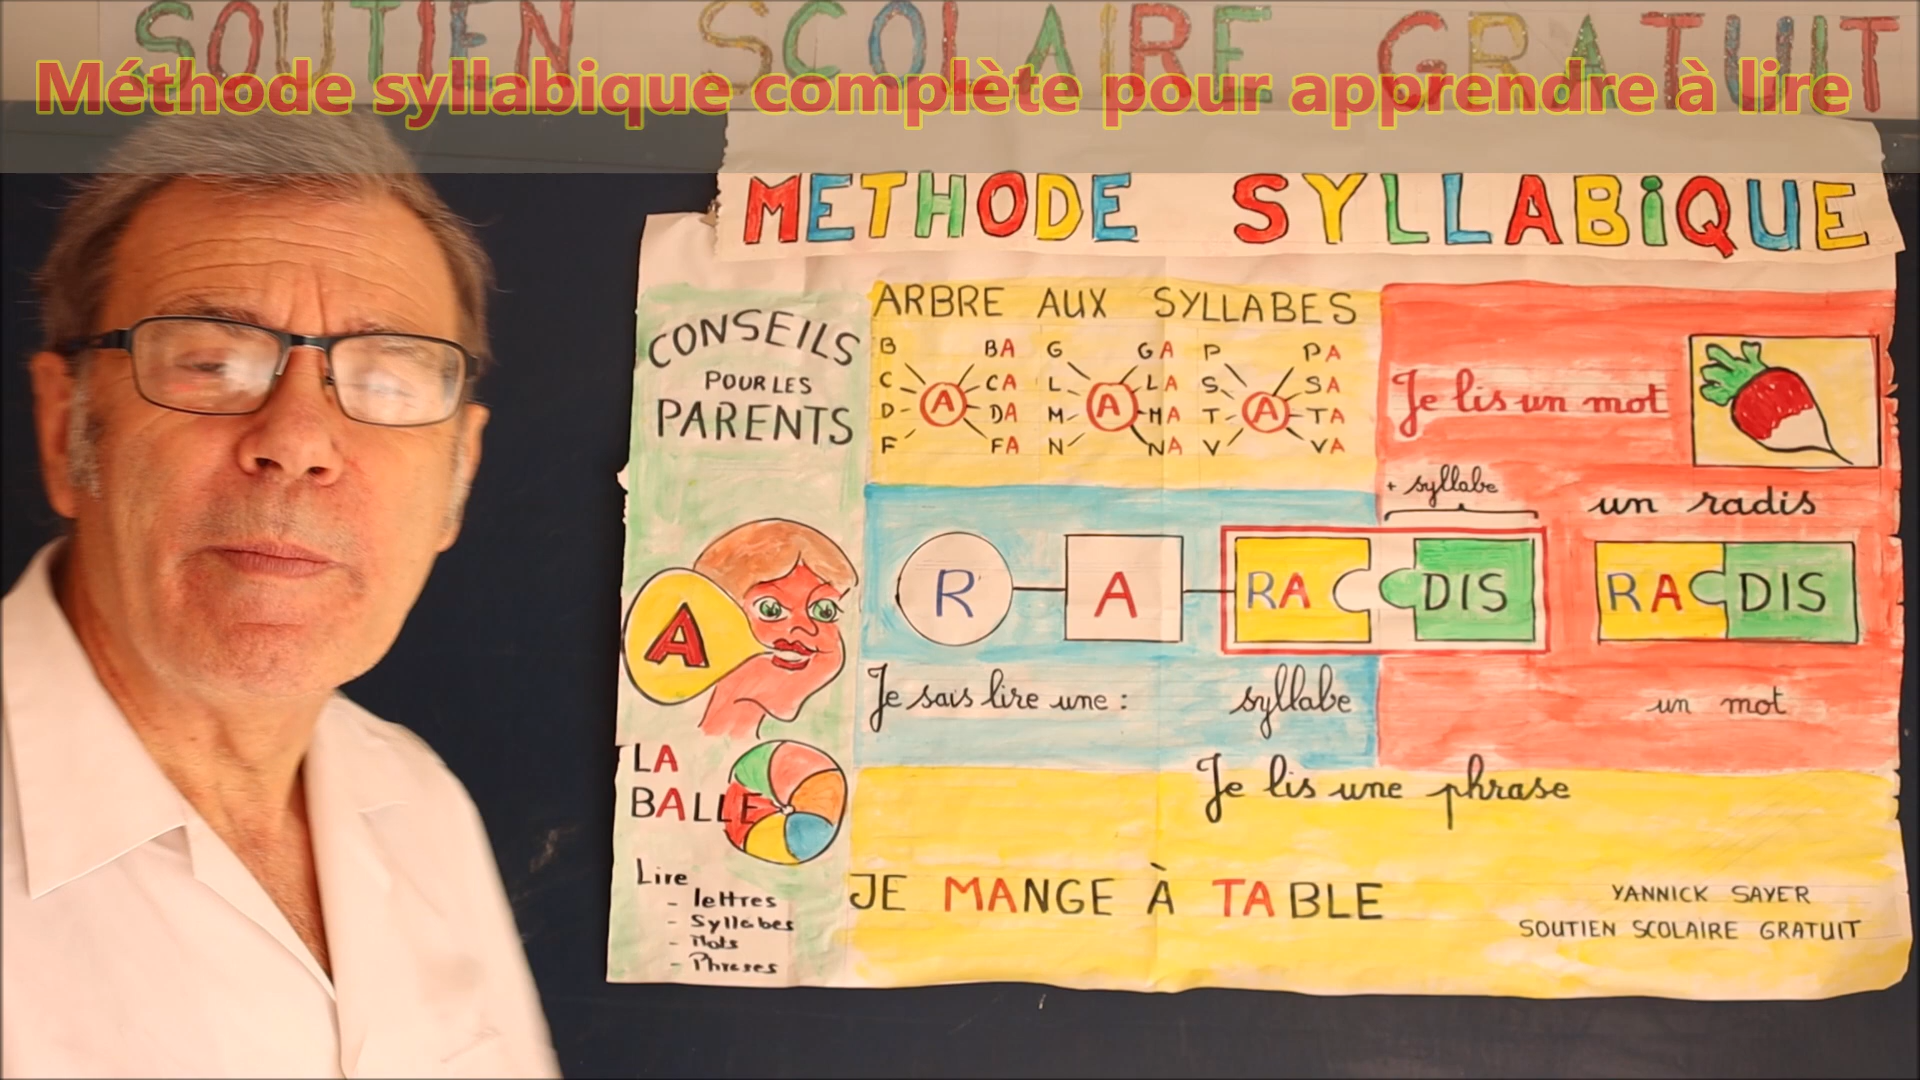 SOUTIEN SCOLAIRE GRATUIT
Méthode syllabique complète pour apprendre à lire
METHODE SYLLABiQUE
CONSEILS
POUR LES
PARENTS
A
LA
BALLE
Lire
- lettres
- Syllabes
- Mots
- Phrases
ARBRE AUX SYLLABES
B BA G GA P PA
C CA L LA S SA
A A A
D DA M MA T TA
F FA N NA V VA
Je lis un mot
+ syllabe
un radis
R A RA DIS RA DIS
Je sais lire une : syllabe
un mot
Je lis une phrase
JE MANGE À TABLE
YANNICK SAYER
SOUTIEN SCOLAIRE GRATUIT